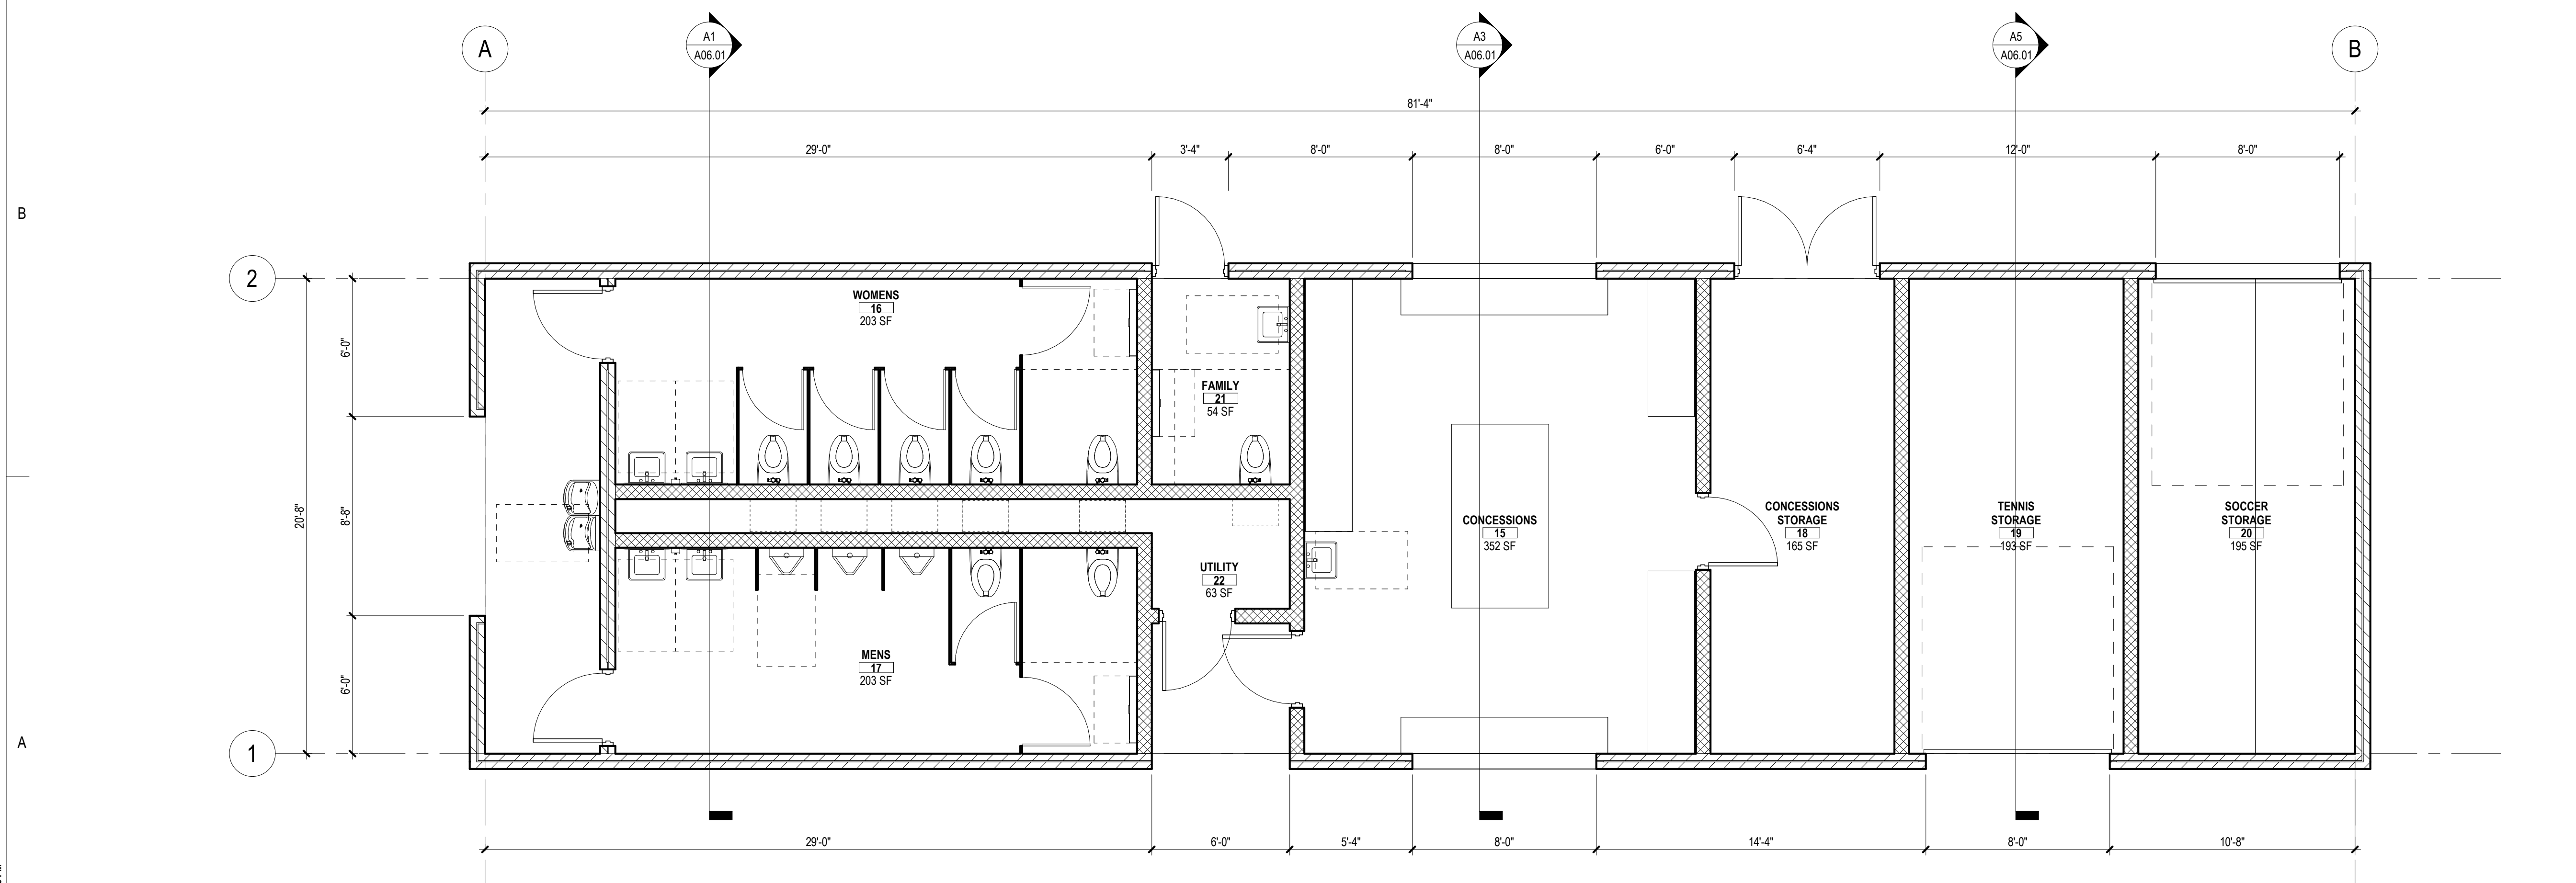 A1
A06.01
A3
A06.01
A5
A06.01
A
B
81'-4"
29'-0"
3'-4"
8'-0"
8'-0"
6'-0"
6'-4"
12'-0"
8'-0"
B
2
WOMENS
16
203 SF
6'-0"
FAMILY
21
54 SF
20'-8"
8'-8"
CONCESSIONS
15
352 SF
CONCESSIONS
STORAGE
18
165 SF
TENNIS
STORAGE
19
193 SF
SOCCER
STORAGE
20
195 SF
UTILITY
22
63 SF
MENS
17
203 SF
6'-0"
A
1
29'-0"
6'-0"
5'-4"
8'-0"
14'-4"
8'-0"
10'-8"